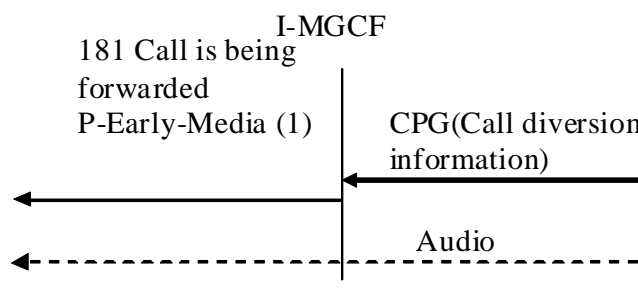 I-MGCF
181 Call is being
forwarded
P-Early-Media (1)
CPG(Call diversion
information)
Audio